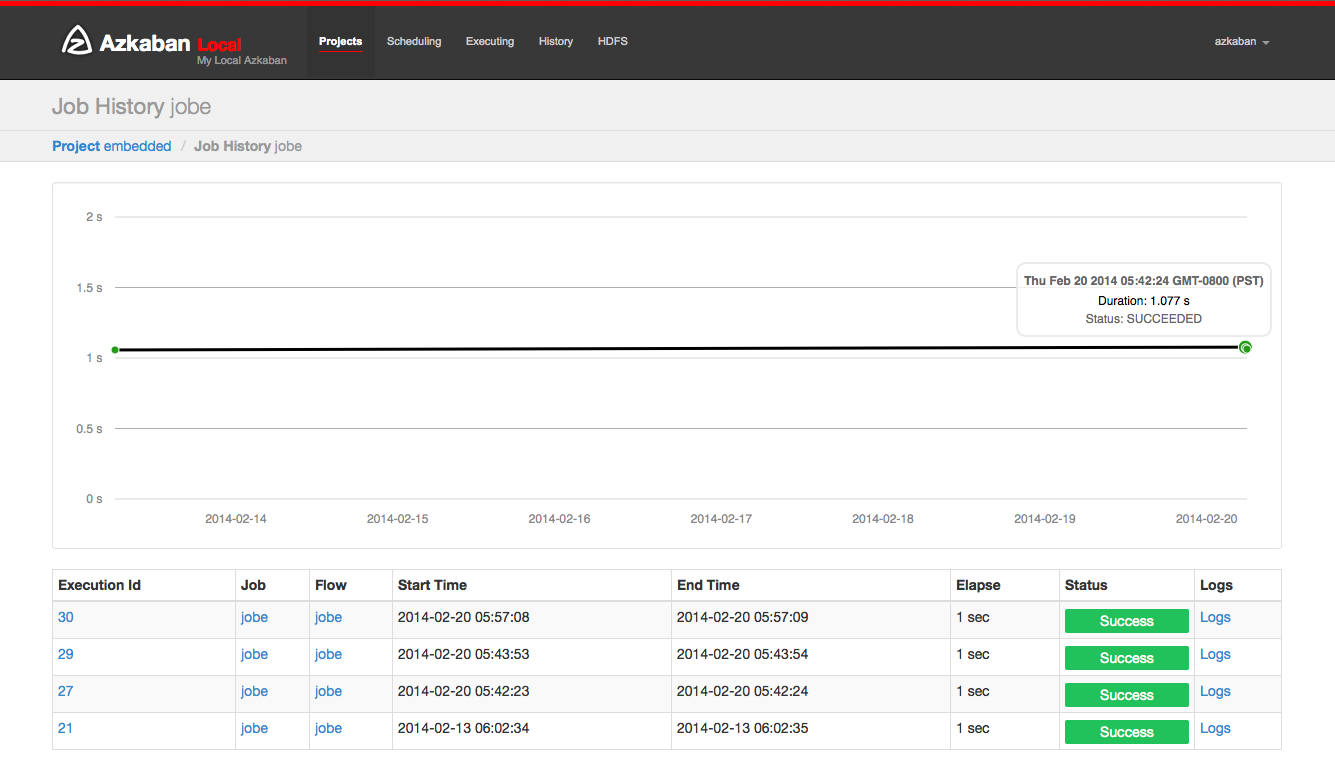 Azkaban Local
My Local Azkaban
Projects Scheduling Executing History HDFS azkaban
Job History jobe
Project embedded / Job History jobe
2 s
1.5 s
1 s
0.5 s
0 s
Thu Feb 20 2014 05:42:24 GMT-0800 (PST)
Duration: 1.077 s
Status: SUCCEEDED
2014-02-14 2014-02-15 2014-02-16 2014-02-17 2014-02-18 2014-02-19 2014-02-20
Execution Id Job Flow Start Time End Time Elapse Status Logs
30 jobe jobe 2014-02-20 05:57:08 2014-02-20 05:57:09 1 sec Success Logs
29 jobe jobe 2014-02-20 05:43:53 2014-02-20 05:43:54 1 sec Success Logs
27 jobe jobe 2014-02-20 05:42:23 2014-02-20 05:42:24 1 sec Success Logs
21 jobe jobe 2014-02-13 06:02:34 2014-02-13 06:02:35 1 sec Success Logs